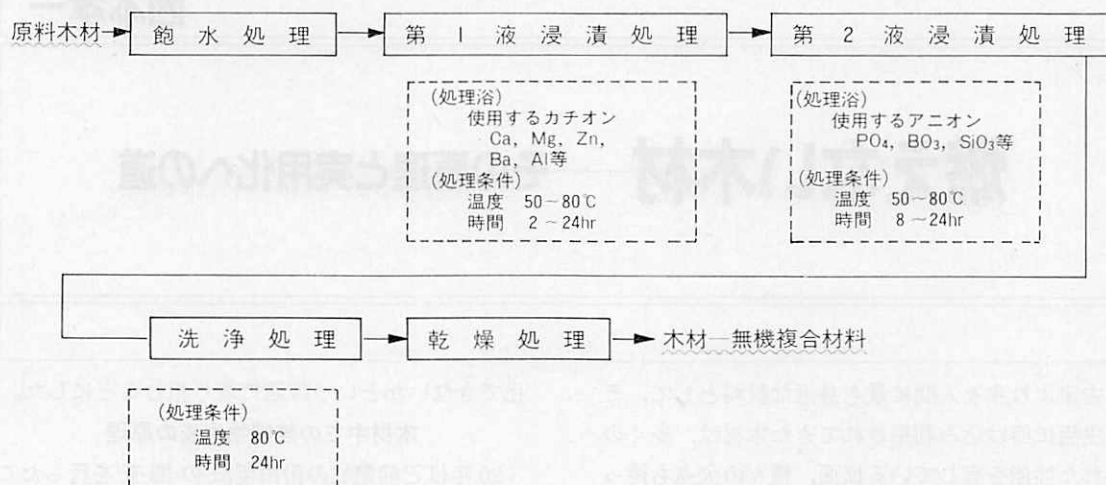 原料木材→飽水処理→第1液浸漬処理→第2液浸漬処理
(処理浴)
使用するカチオン
Ca, Mg, Zn,
Ba, Al等
(処理条件)
温度 50~80℃
時間 2~24hr
(処理浴)
使用するアニオン
PO₄, BO₃, SiO₃等
(処理条件)
温度 50~80℃
時間 8~24hr
洗浄処理→乾燥処理→木材―無機複合材料
(処理条件)
温度 80℃
時間 24hr